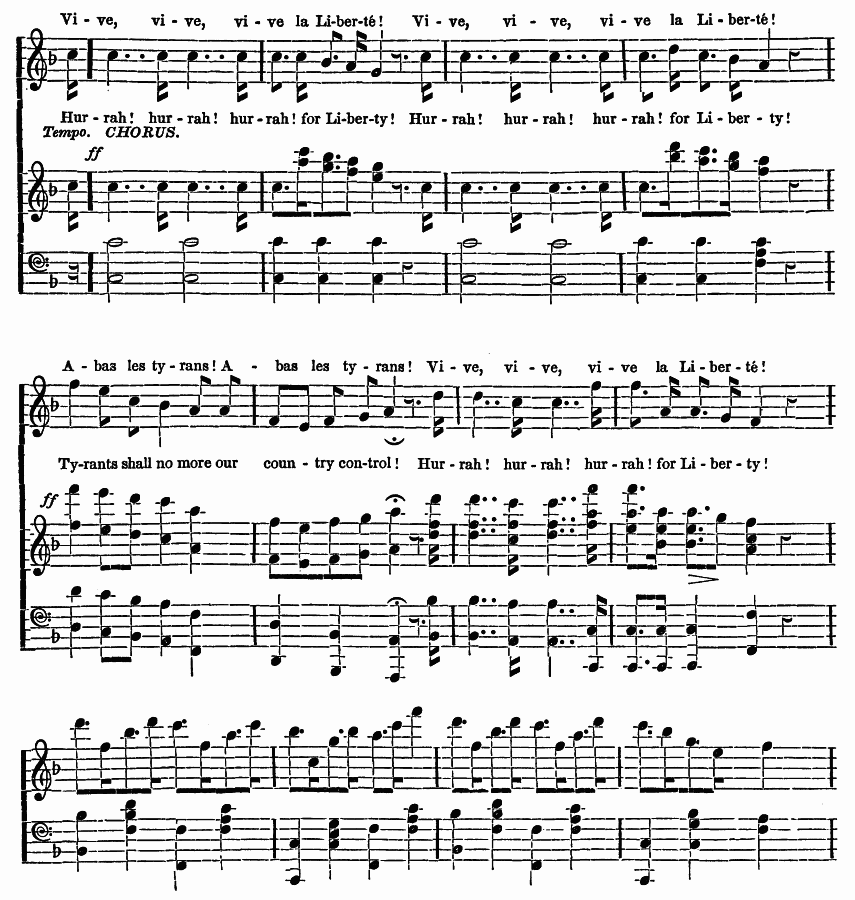 Vi - ve, vi - ve, vi - ve la Li-ber-té! Vi - ve, vi - ve, vi - ve la Li - ber-té!
Hur - rah! hur - rah! hur - rah! for Li-ber-ty! Hur - rah! hur - rah! hur - rah! for Li - ber - ty!
Tempo. CHORUS.
ff
A - bas les ty - rans! A - bas les ty - rans! Vi - ve, vi - ve, vi - ve la Li - ber - té!
Ty-rants shall no more our coun - try con-trol! Hur - rah! hur - rah! hur - rah! for Li - ber - ty!
ff